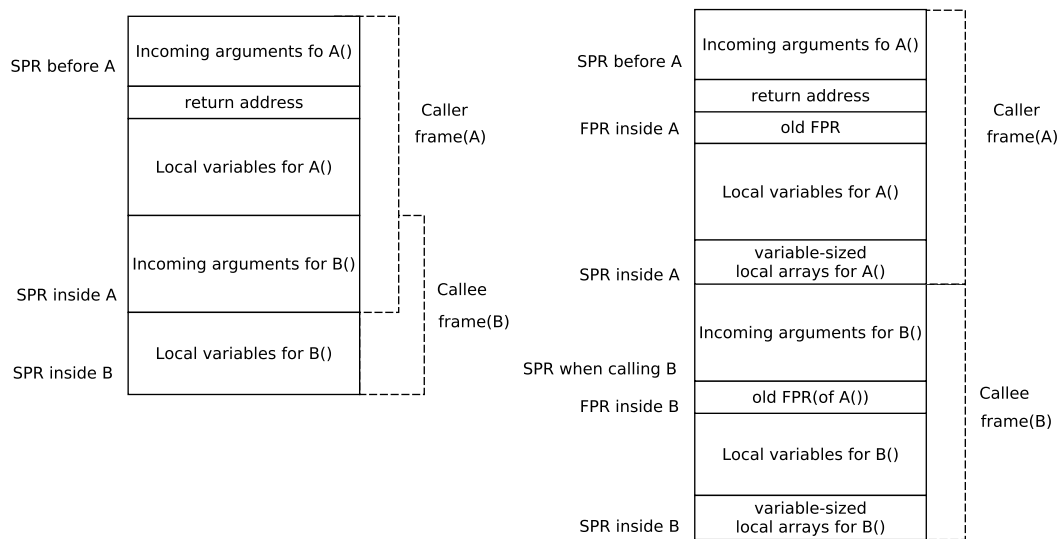 Incoming arguments fo A()
SPR before A
return address
Caller
frame(A)
Local variables for A()
Incoming arguments for B()
SPR inside A
Callee
frame(B)
Local variables for B()
SPR inside B
Incoming arguments fo A()
SPR before A
return address
Caller
frame(A)
FPR inside A
old FPR
Local variables for A()
variable-sized
local arrays for A()
SPR inside A
Incoming arguments for B()
SPR when calling B
old FPR(of A())
FPR inside B
Callee
frame(B)
Local variables for B()
variable-sized
local arrays for B()
SPR inside B